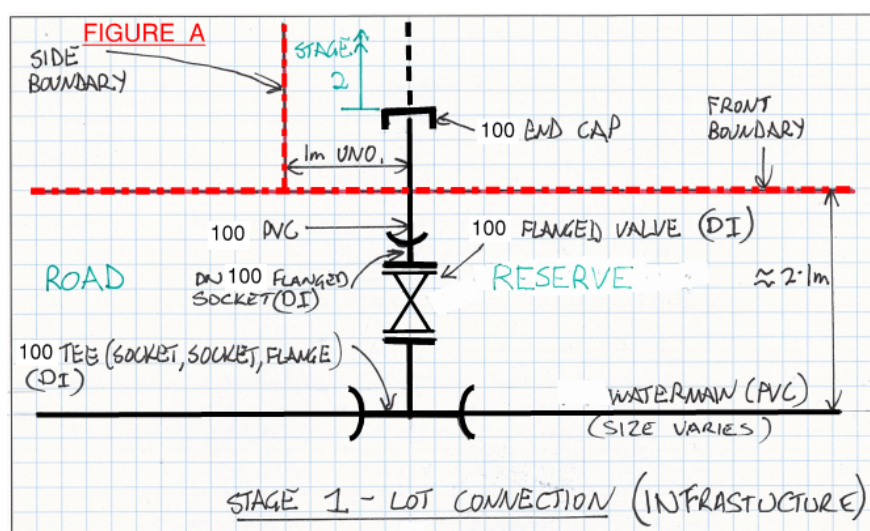 FIGURE A
SIDE
BOUNDARY
STAGE
2
100 END CAP
FRONT
BOUNDARY
1m UNO.
100 PVC
100 FLANGED VALVE (DI)
ROAD
DN 100 FLANGED
SOCKET(DI)
RESERVE
≈ 2.1m
100 TEE (SOCKET, SOCKET, FLANGE)
(DI)
WATERMAIN (PVC)
(SIZE VARIES)
STAGE 1 - LOT CONNECTION (INFRASTUCTURE)